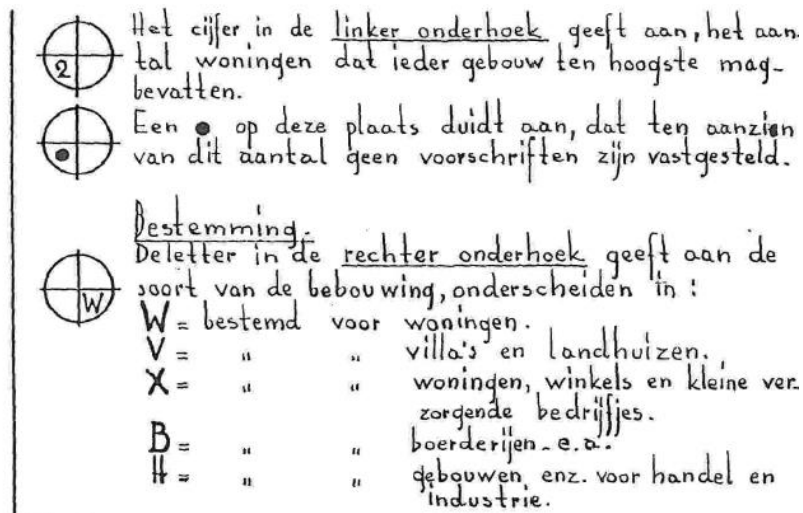 Het cijfer in de linker onderhoek geeft aan, het aan-
2 tal woningen dat ieder gebouw ten hoogste mag-
bevatten.
Een ● op deze plaats duidt aan, dat ten aanzien
van dit aantal geen voorschriften zijn vastgesteld.
Bestemming.
De letter in de rechter onderhoek geeft aan de
W soort van de bebouwing, onderscheiden in :
W = bestemd voor woningen.
V = " " villa's en landhuizen.
X = " " woningen, winkels en kleine ver-
zorgende bedrijfjes.
B = " " boerderijen e.a.
H = " " gebouwen, enz. voor handel en
industrie.